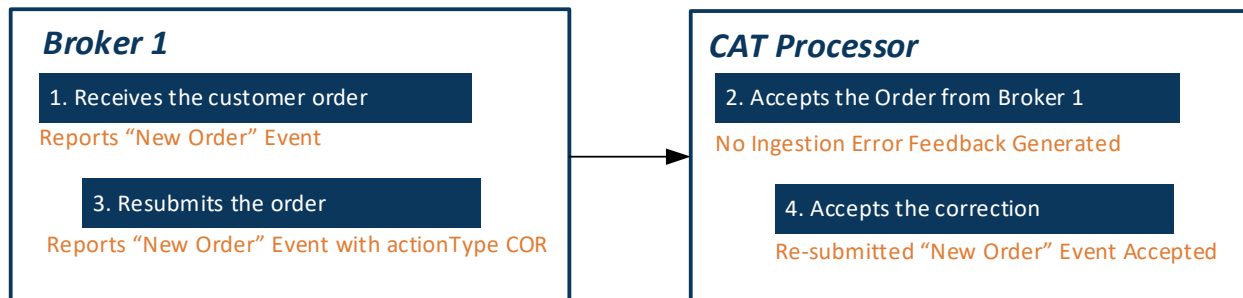 Broker 1
1. Receives the customer order
Reports “New Order” Event
3. Resubmits the order
Reports “New Order” Event with actionType COR
CAT Processor
2. Accepts the Order from Broker 1
No Ingestion Error Feedback Generated
4. Accepts the correction
Re-submitted “New Order” Event Accepted